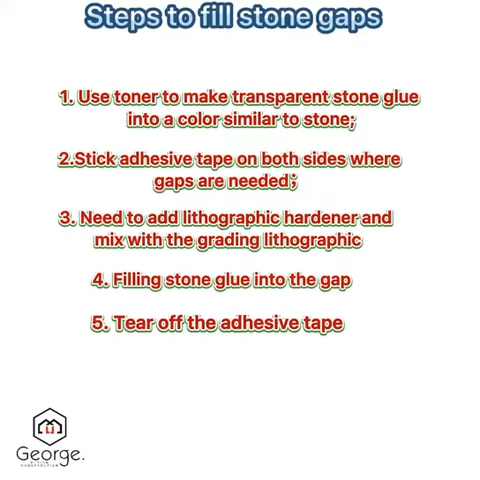 Steps to fill stone gaps
1. Use toner to make transparent stone glue
into a color similar to stone;
2.Stick adhesive tape on both sides where
gaps are needed;
3. Need to add lithographic hardener and
mix with the grading lithographic
4. Filling stone glue into the gap
5. Tear off the adhesive tape
George.